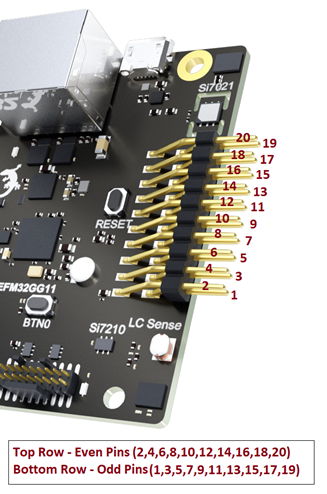 Si7021
20
19
18
17
16
15
14
13
12
11
10
9
8
7
6
5
4
3
2
1
RESET
EFM32GG11
BTN0
Si7210
LC Sense
Top Row - Even Pins (2,4,6,8,10,12,14,16,18,20)
Bottom Row - Odd Pins(1,3,5,7,9,11,13,15,17,19)